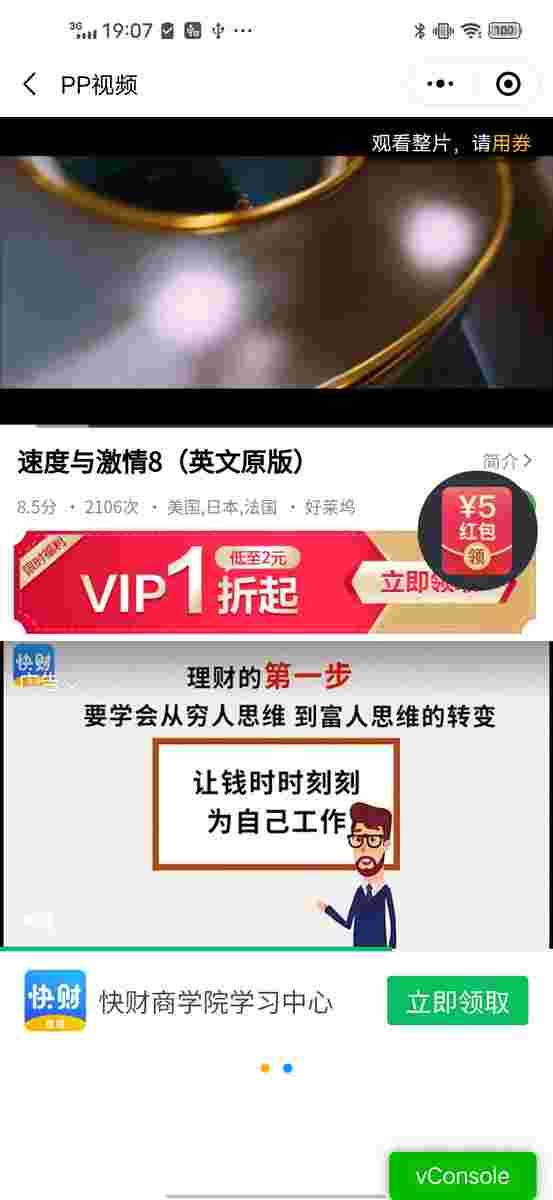 3G 19:07
100
PP视频
观看整片，请用券
速度与激情8（英文原版）
简介
8.5分 · 2106次 · 美国,日本,法国 · 好莱坞
¥5
红包
领
限时福利
VIP1折起
低至2元
立即领
快财
广告
理财的第一步
要学会从穷人思维 到富人思维的转变
让钱时时刻刻
为自己工作
快财
快财商学院学习中心
立即领取
vConsole